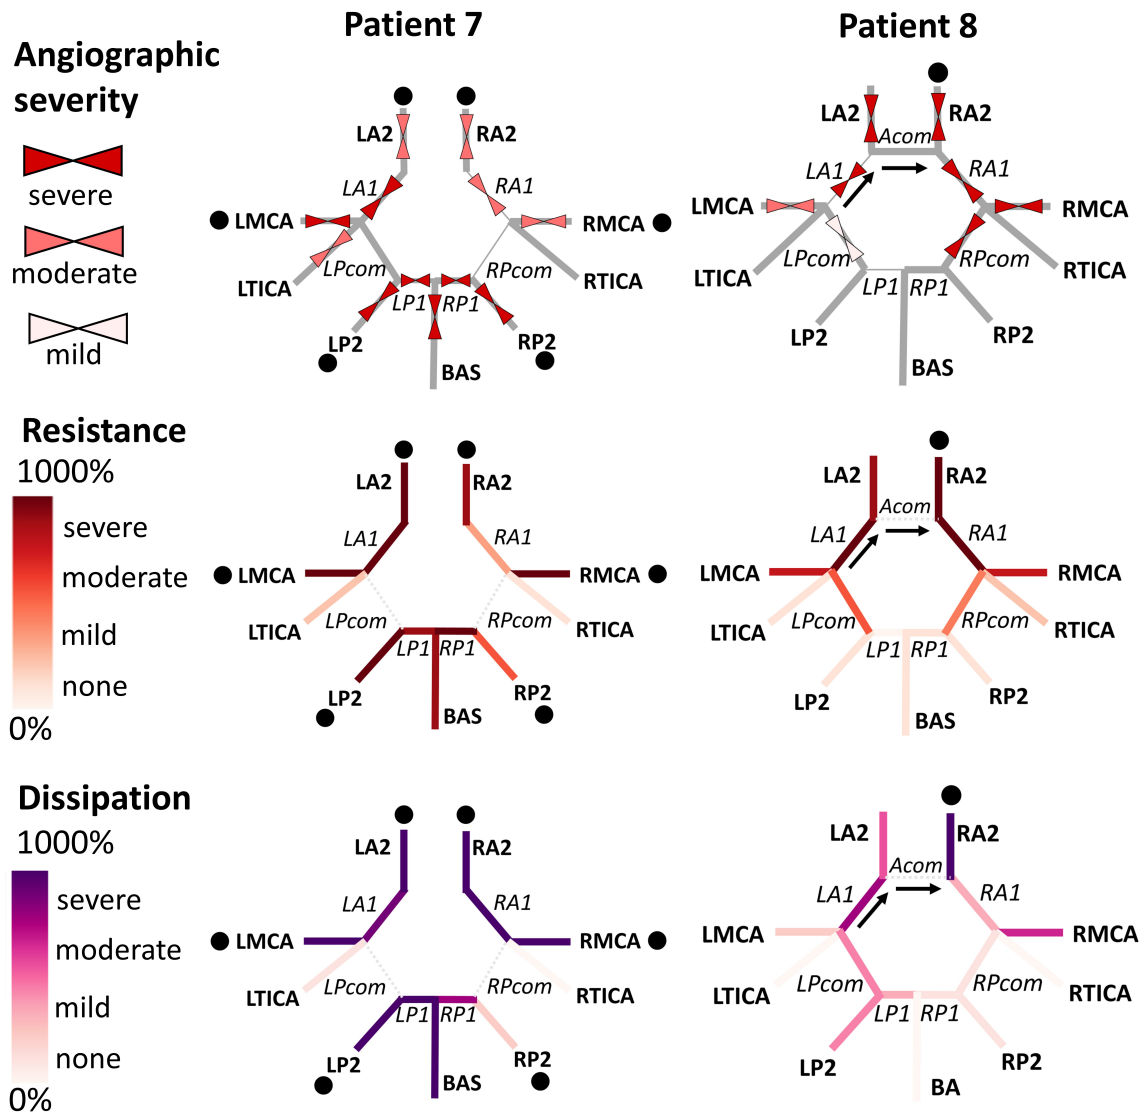 Patient 7
Patient 8
Angiographic
severity
severe
moderate
mild
LA2
RA2
LA1
RA1
LMCA
RMCA
LTICA
LPcom
RPcom
RTICA
LP1
RP1
LP2
RP2
BAS
LA2
RA2
Acom
LA1
RA1
LMCA
RMCA
LTICA
LPcom
RPcom
RTICA
LP1
RP1
LP2
RP2
BAS
Resistance
1000%
severe
moderate
mild
none
0%
LA2
RA2
LA1
RA1
LMCA
RMCA
LTICA
LPcom
RPcom
RTICA
LP1
RP1
LP2
RP2
BAS
LA2
RA2
Acom
LA1
RA1
LMCA
RMCA
LTICA
LPcom
RPcom
RTICA
LP1
RP1
LP2
RP2
BAS
Dissipation
1000%
severe
moderate
mild
none
0%
LA2
RA2
LA1
RA1
LMCA
RMCA
LTICA
LPcom
RPcom
RTICA
LP1
RP1
LP2
RP2
BAS
LA2
RA2
Acom
LA1
RA1
LMCA
RMCA
LTICA
LPcom
RPcom
RTICA
LP1
RP1
LP2
RP2
BA